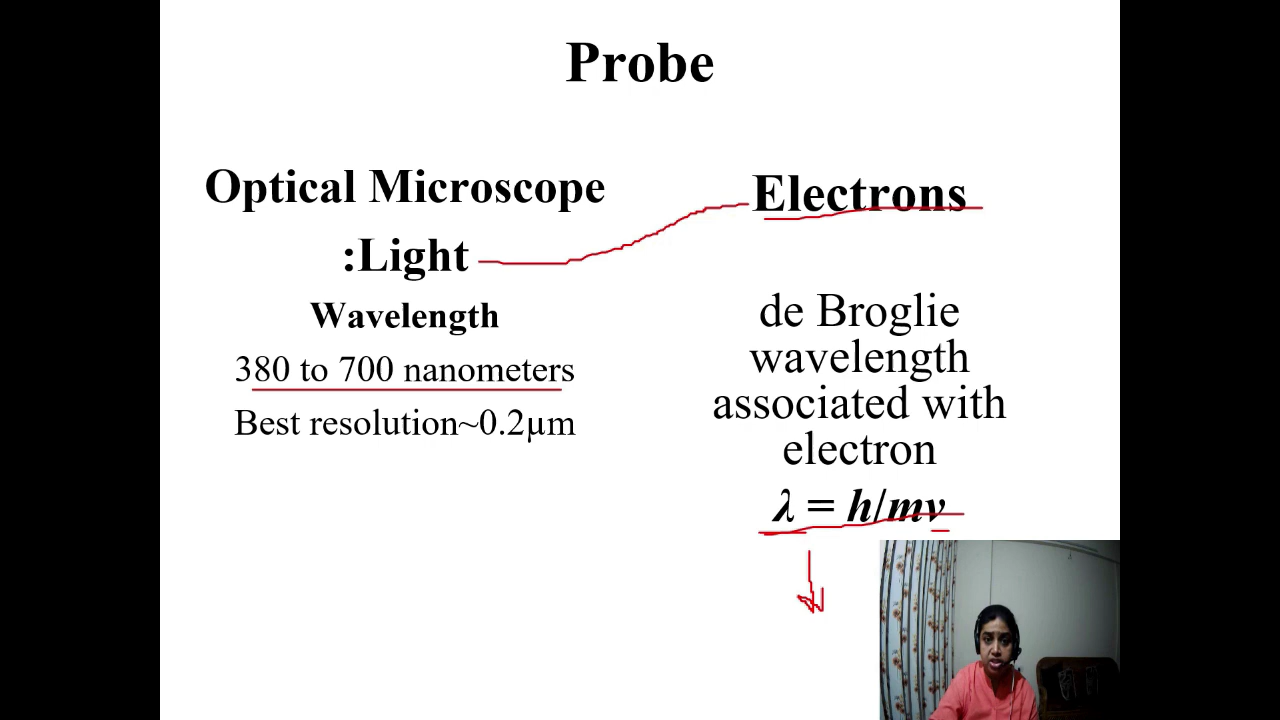 Probe
Optical Microscope
:Light
Wavelength
380 to 700 nanometers
Best resolution~0.2µm
Electrons
de Broglie
wavelength
associated with
electron
λ = h/mv